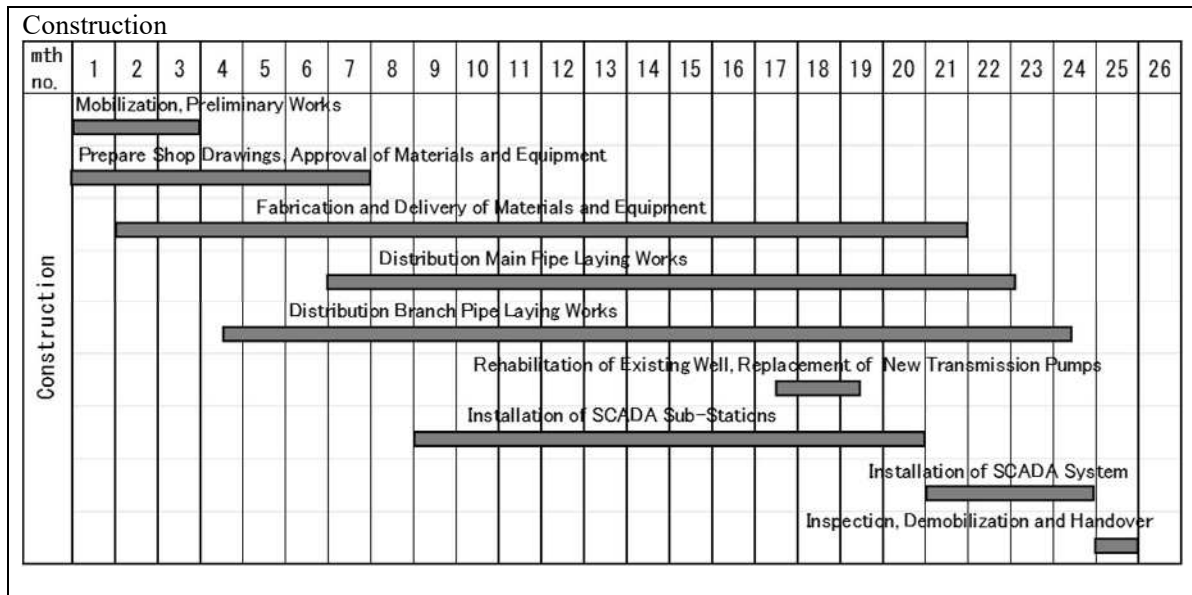 Construction
mth no. 1 2 3 4 5 6 7 8 9 10 11 12 13 14 15 16 17 18 19 20 21 22 23 24 25 26
Mobilization, Preliminary Works
Prepare Shop Drawings, Approval of Materials and Equipment
Fabrication and Delivery of Materials and Equipment
Distribution Main Pipe Laying Works
Construction
Distribution Branch Pipe Laying Works
Rehabilitation of Existing Well, Replacement of New Transmission Pumps
Installation of SCADA Sub-Stations
Installation of SCADA System
Inspection, Demobilization and Handover